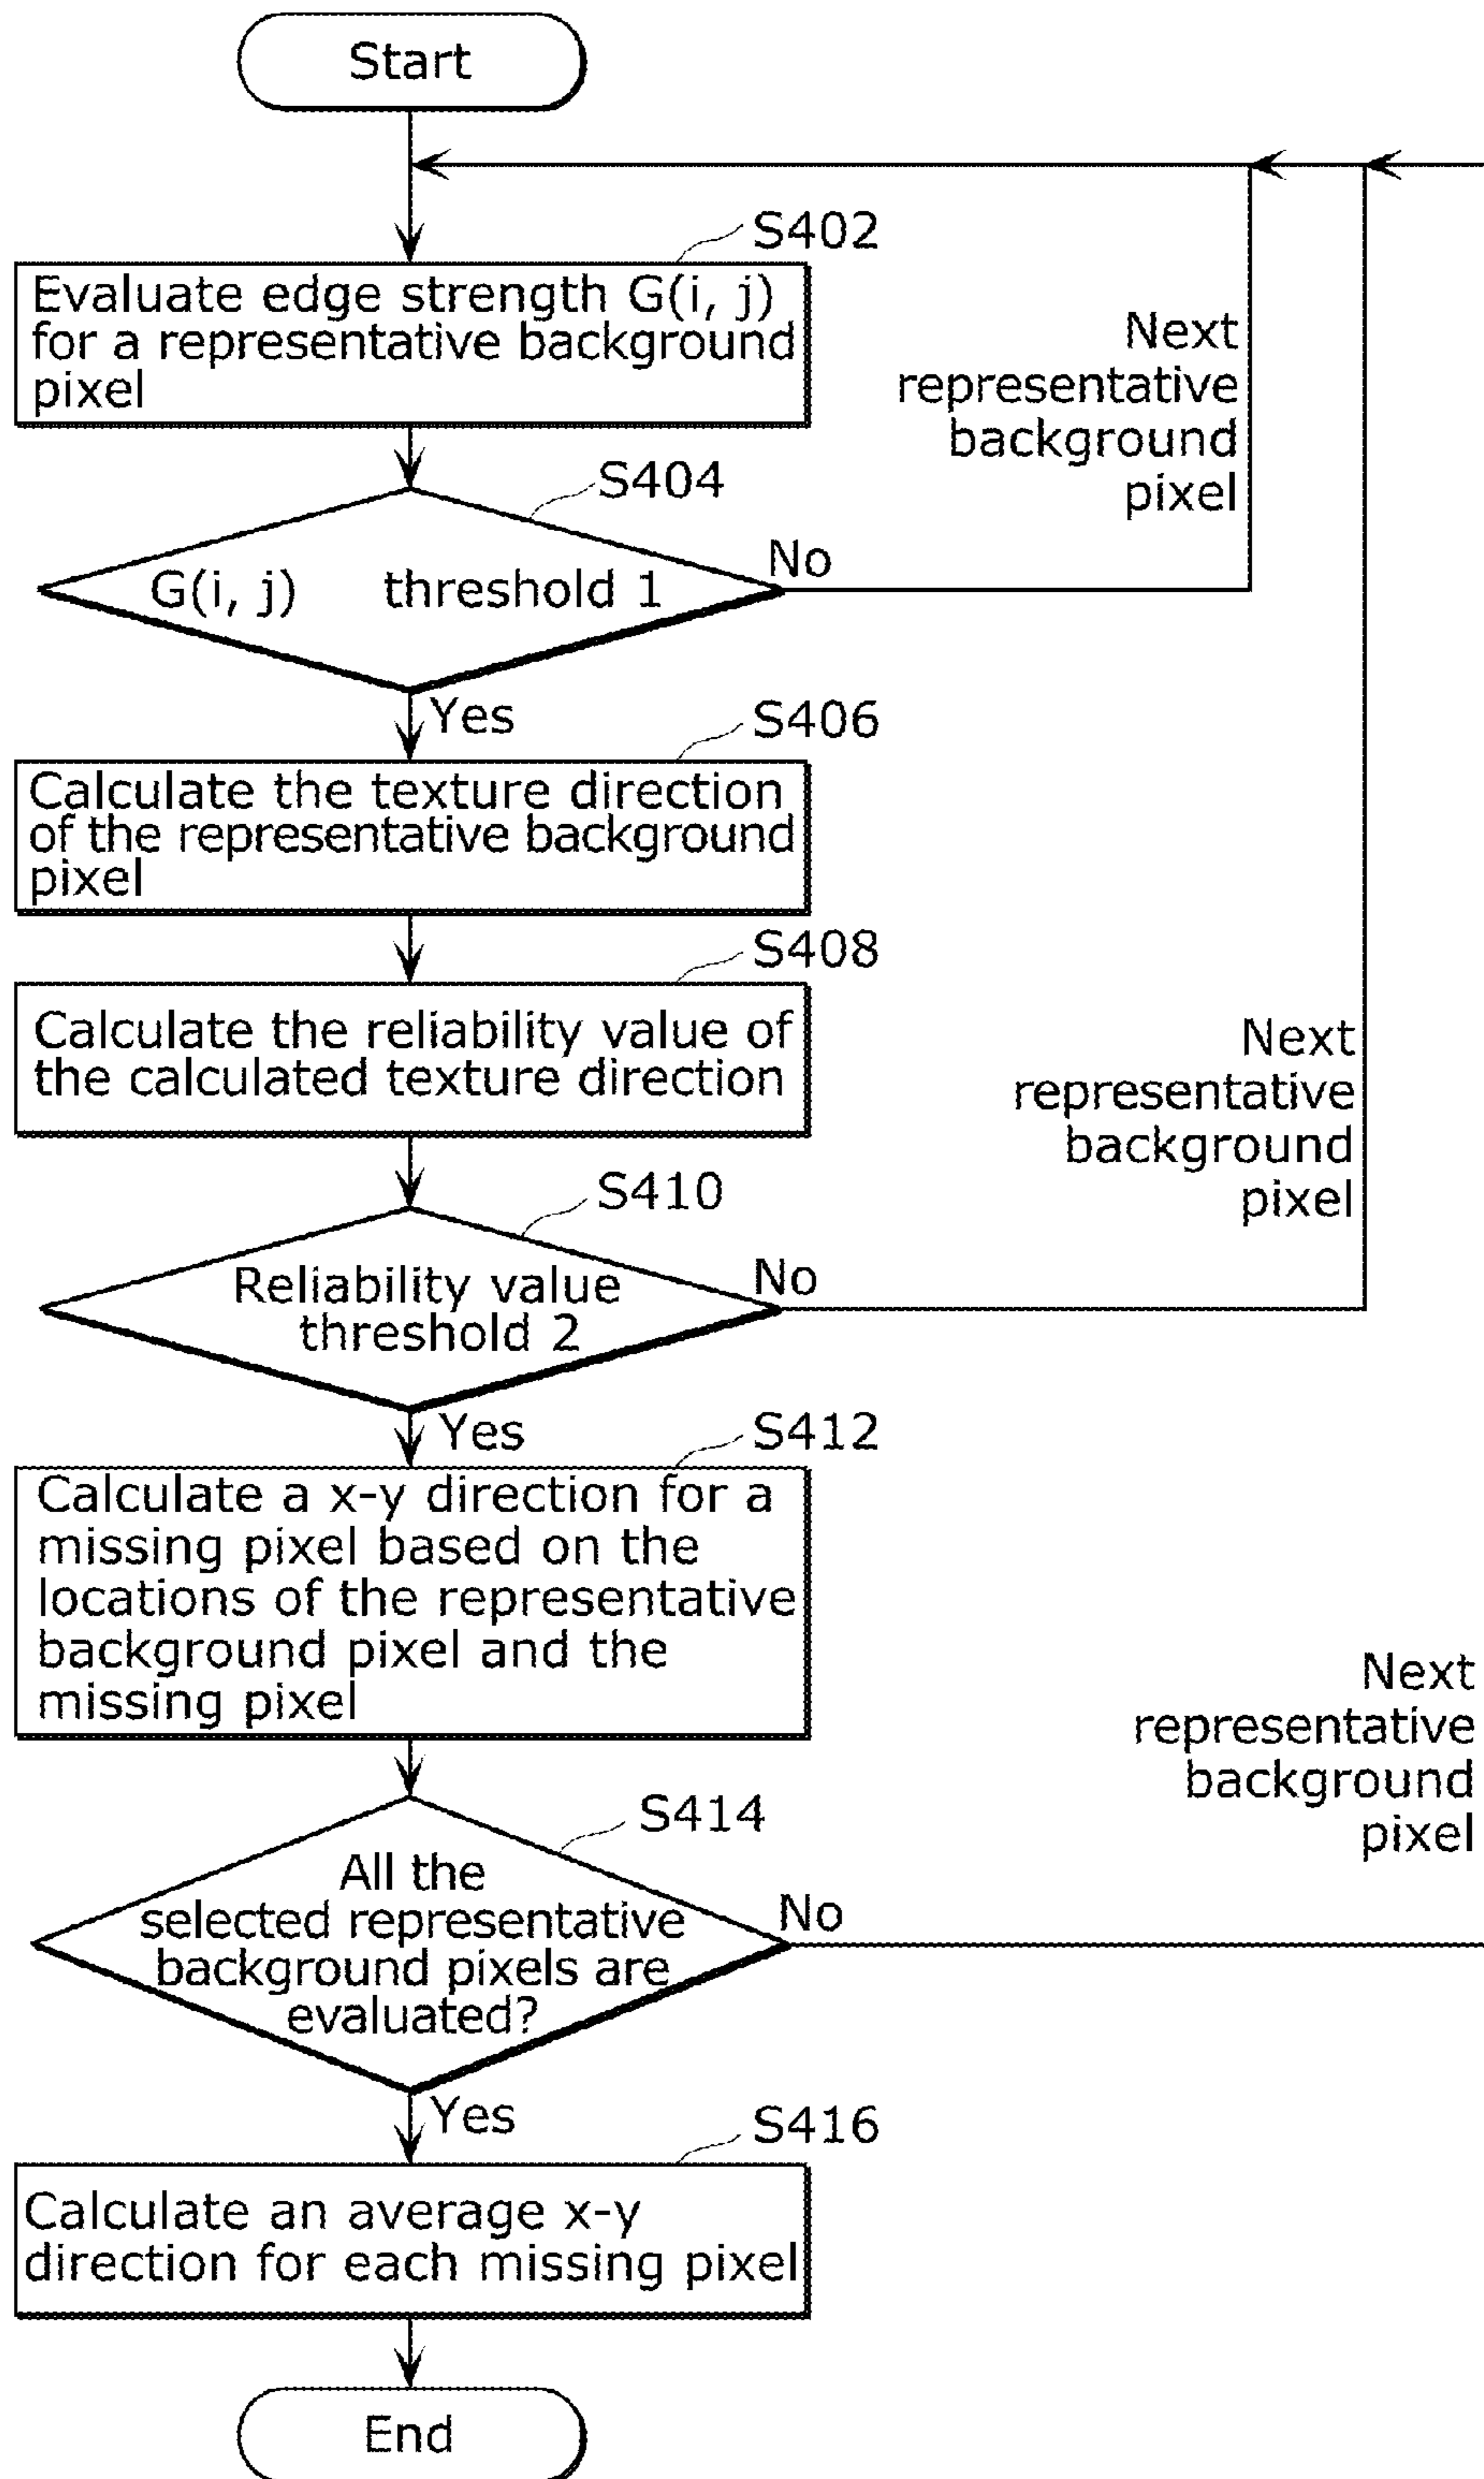 Start
S402
Evaluate edge strength G(i, j)
for a representative background
pixel
Next
representative
background
pixel
S404
G(i, j) threshold 1
No
Yes
S406
Calculate the texture direction
of the representative background
pixel
S408
Calculate the reliability value of
the calculated texture direction
Next
representative
background
pixel
S410
Reliability value
threshold 2
No
Yes
S412
Calculate a x-y direction for a
missing pixel based on the
locations of the representative
background pixel and the
missing pixel
Next
representative
background
pixel
S414
All the
selected representative
background pixels are
evaluated?
No
Yes
S416
Calculate an average x-y
direction for each missing pixel
End